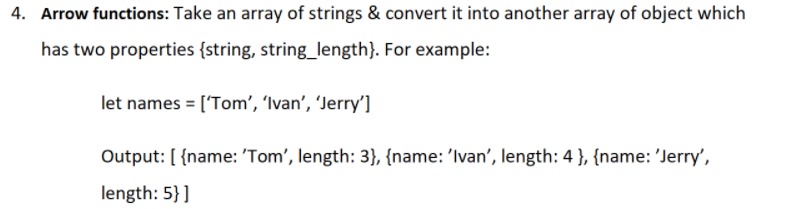 4. Arrow functions: Take an array of strings & convert it into another array of object which
has two properties {string, string_length}. For example:
let names = [‘Tom’, ‘Ivan’, ‘Jerry’]
Output: [ {name: ’Tom’, length: 3}, {name: ’Ivan’, length: 4 }, {name: ’Jerry’,
length: 5} ]